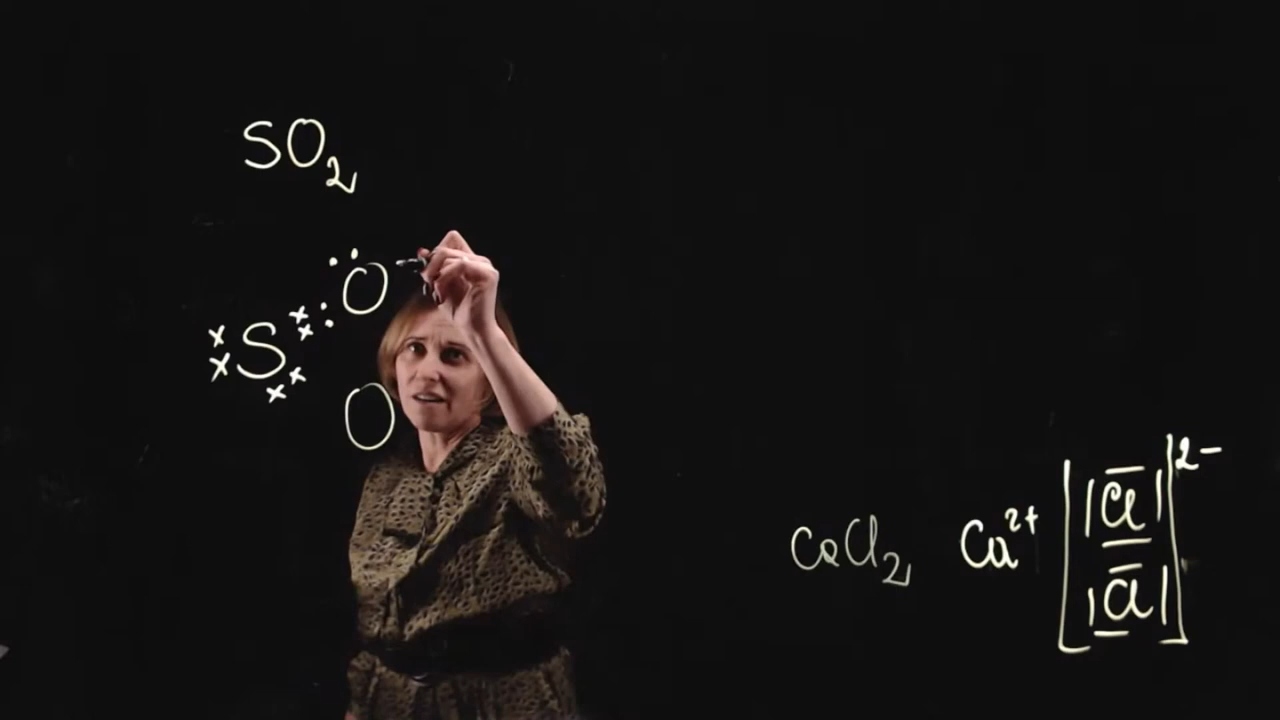 SO₂
O
S
O
CaCl₂ Ca²⁺ [|Cl| |Cl|]²⁻